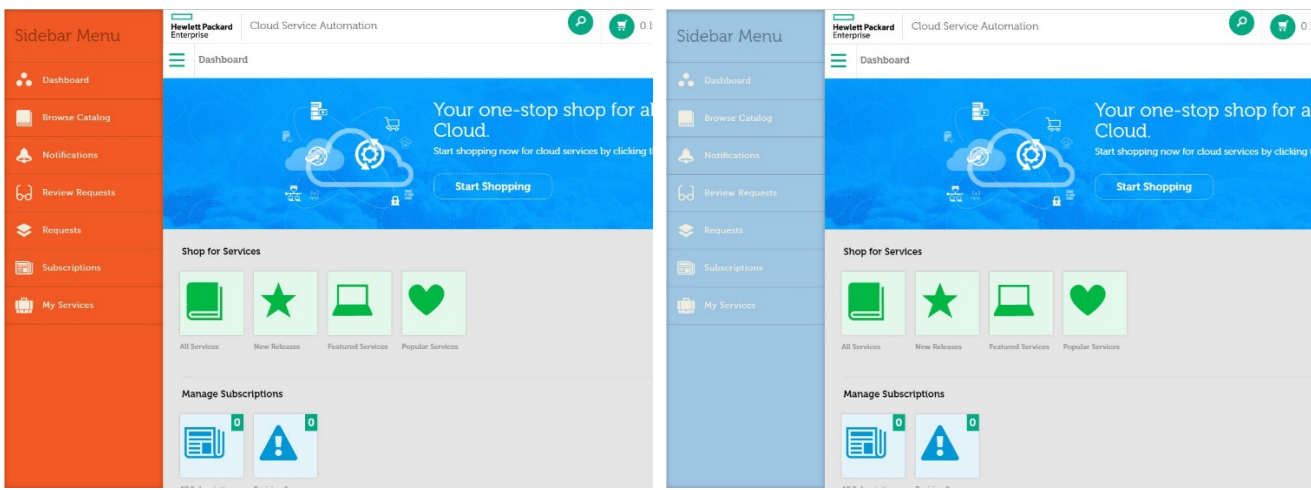 Sidebar Menu
Dashboard
Browse Catalog
Notifications
Review Requests
Requests
Subscriptions
My Services
Hewlett Packard
Enterprise
Cloud Service Automation
0
Dashboard
Your one-stop shop for
Cloud.
Start shopping now for cloud services by clicking
Start Shopping
Shop for Services
All Services
New Releases
Featured Services
Popular Services
Manage Subscriptions
0
0
Sidebar Menu
Dashboard
Browse Catalog
Notifications
Review Requests
Requests
Subscriptions
My Services
Hewlett Packard
Enterprise
Cloud Service Automation
0
Dashboard
Your one-stop shop for
Cloud.
Start shopping now for cloud services by clicking
Start Shopping
Shop for Services
All Services
New Releases
Featured Services
Popular Services
Manage Subscriptions
0
0